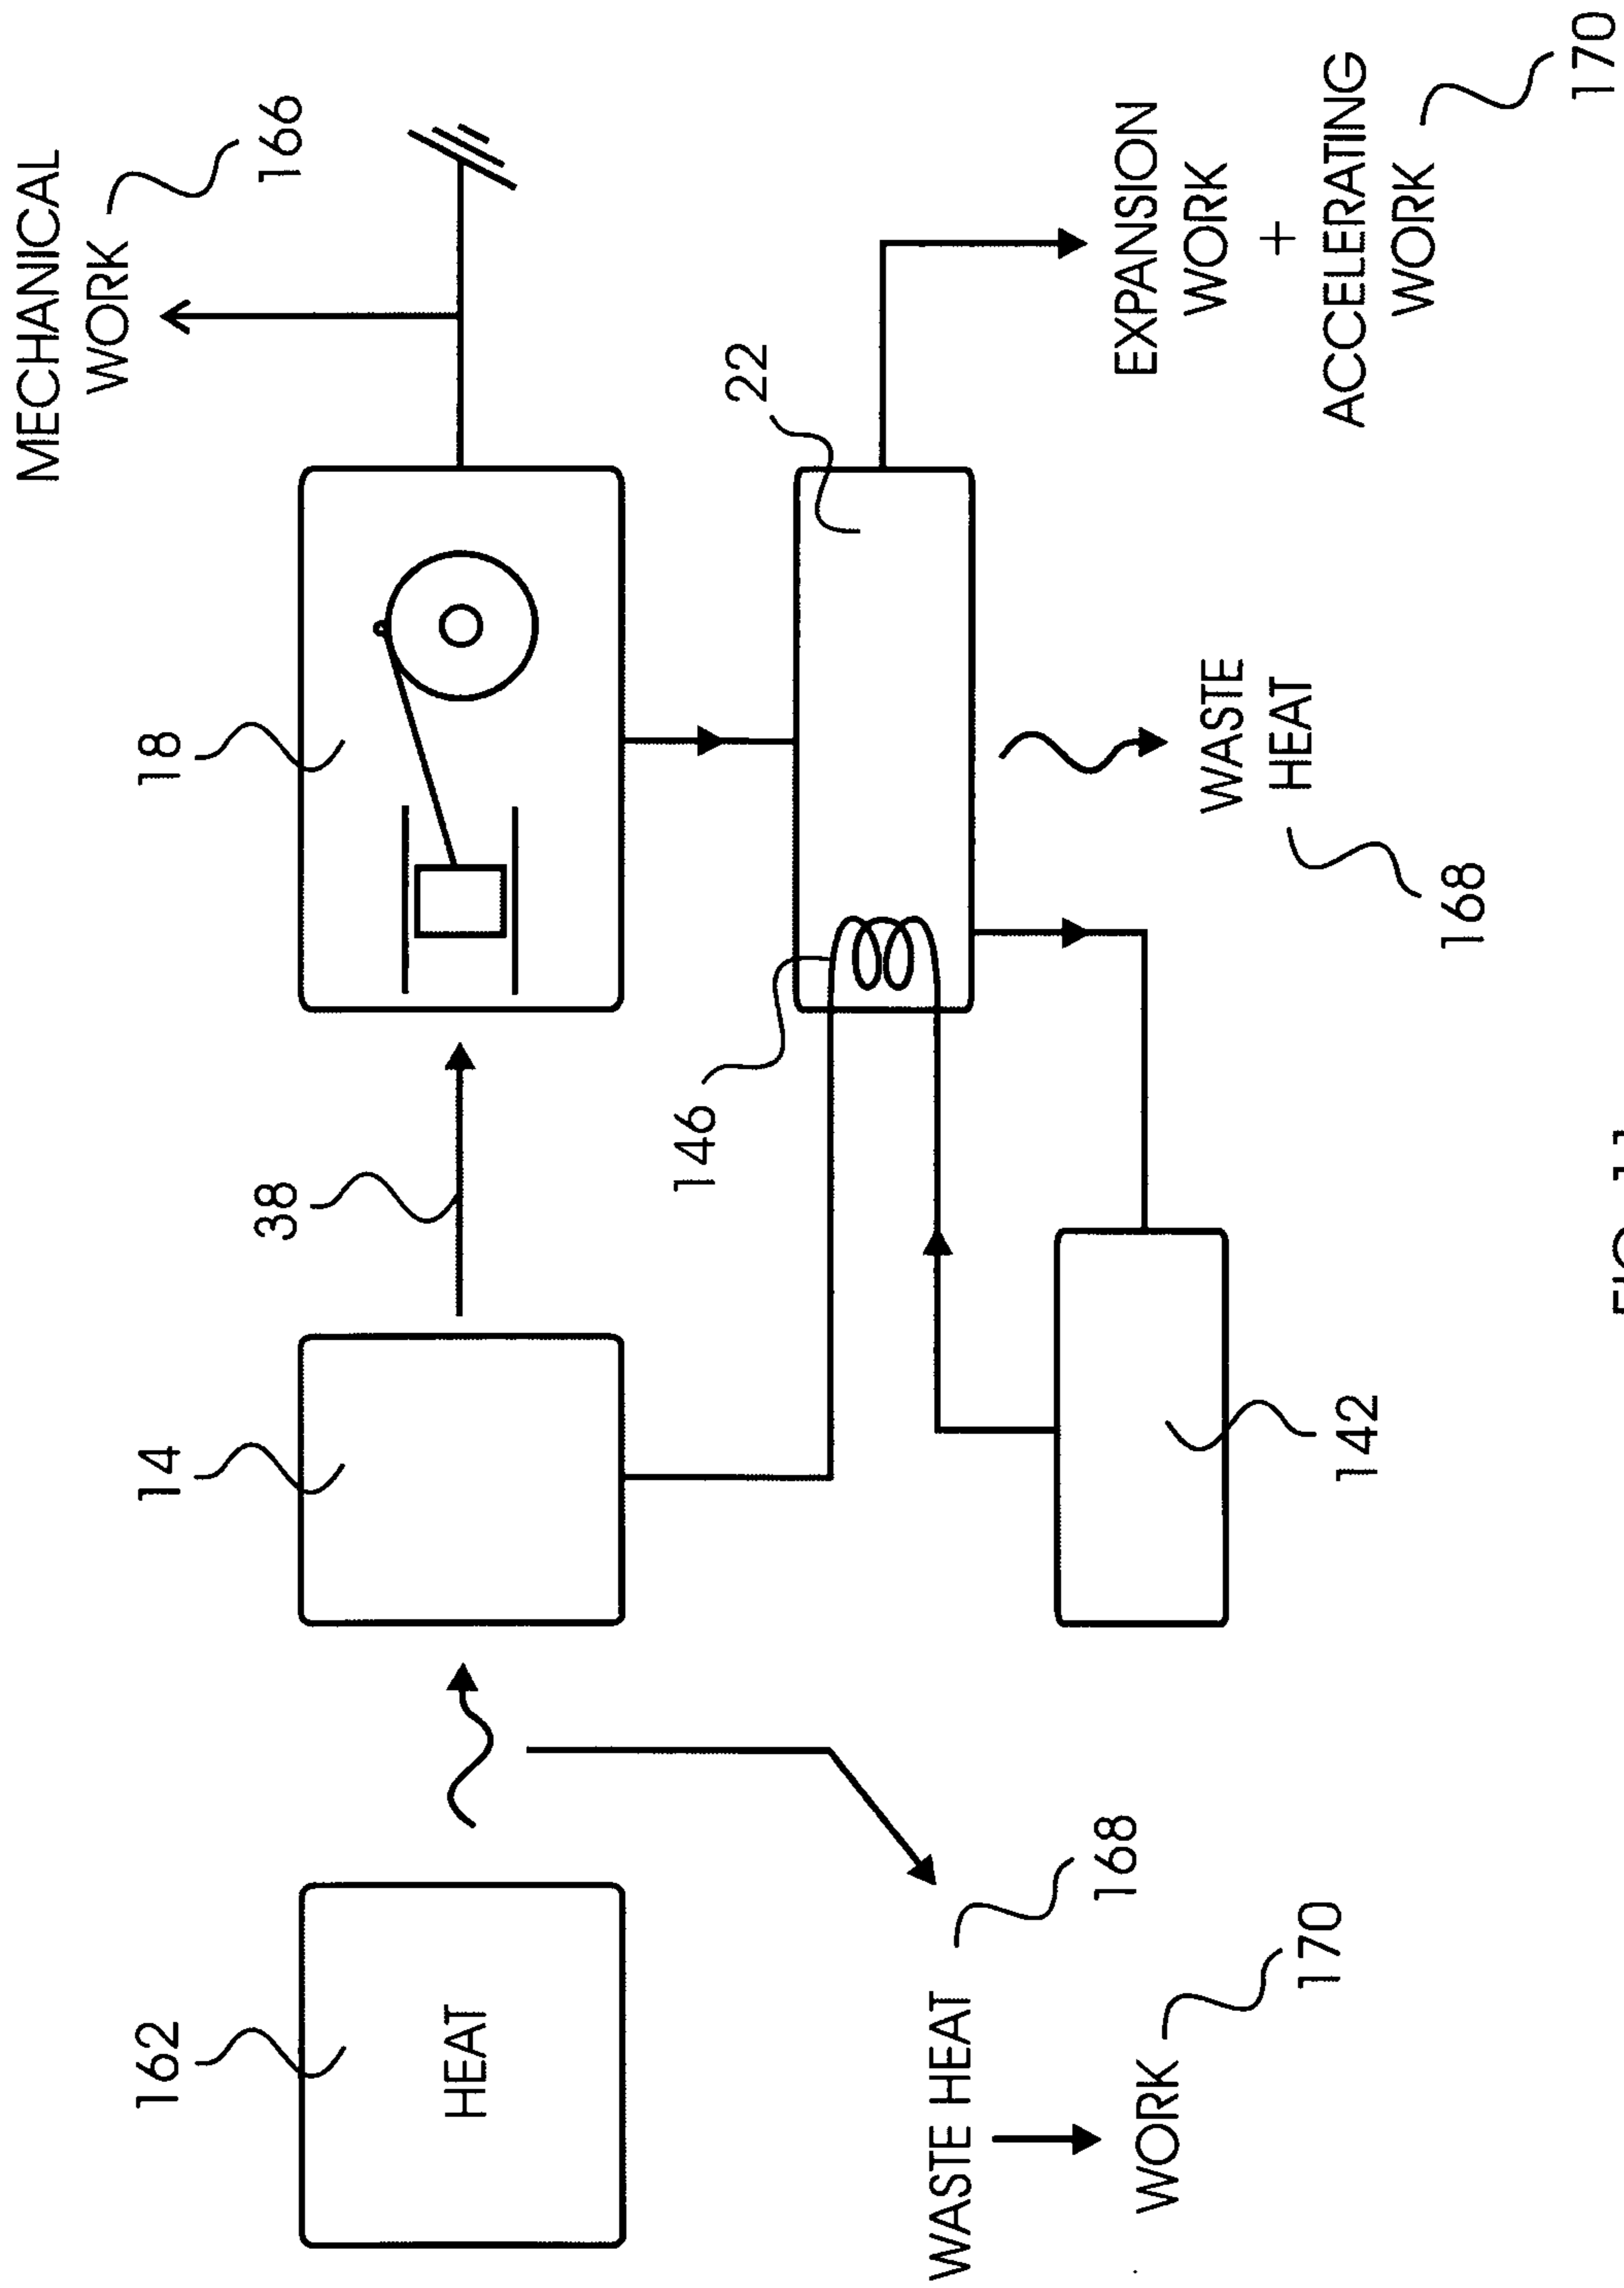 MECHANICAL
WORK
166
162
14
18
38
HEAT
146
22
WASTE HEAT
168
WORK
170
142
WASTE
HEAT
168
EXPANSION
WORK
+
ACCELERATING
WORK
170